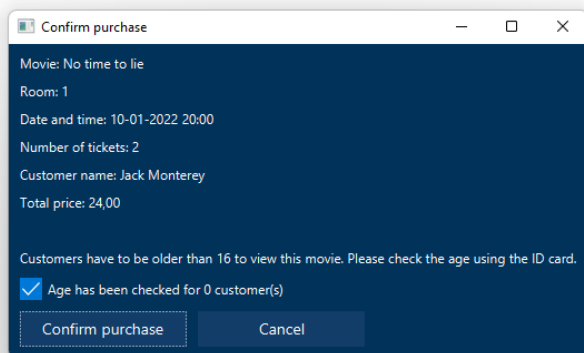 Confirm purchase
Movie: No time to lie
Room: 1
Date and time: 10-01-2022 20:00
Number of tickets: 2
Customer name: Jack Monterey
Total price: 24,00
Customers have to be older than 16 to view this movie. Please check the age using the ID card.
Age has been checked for 0 customer(s)
Confirm purchase Cancel